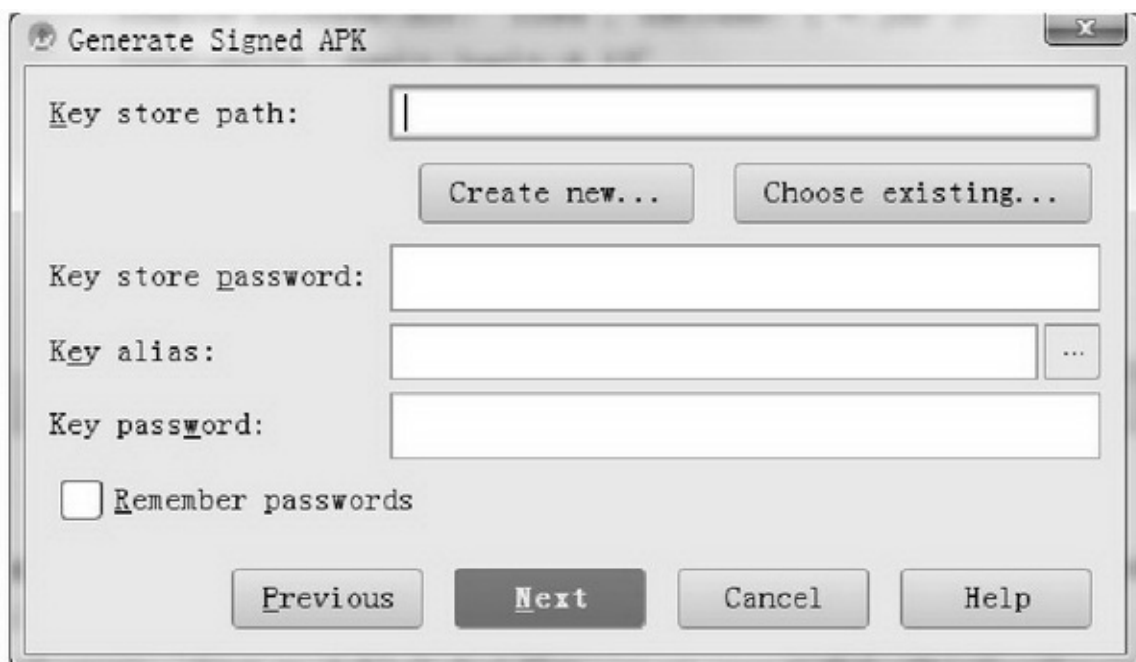 Generate Signed APK
x
Key store path:
Create new... Choose existing...
Key store password:
Key alias: ...
Key password:
Remember passwords
Previous Next Cancel Help